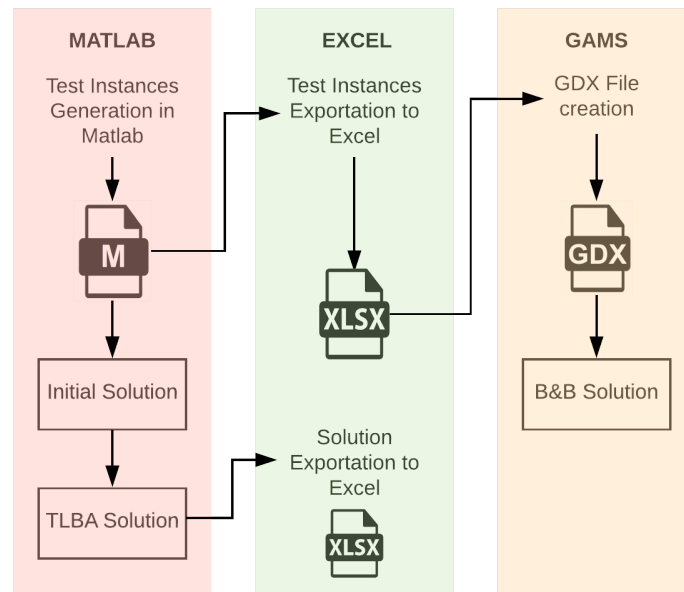 MATLAB
Test Instances
Generation in
Matlab
M
Initial Solution
TLBA Solution
EXCEL
Test Instances
Exportation to
Excel
XLSX
Solution
Exportation to
Excel
XLSX
GAMS
GDX File
creation
GDX
B&B Solution